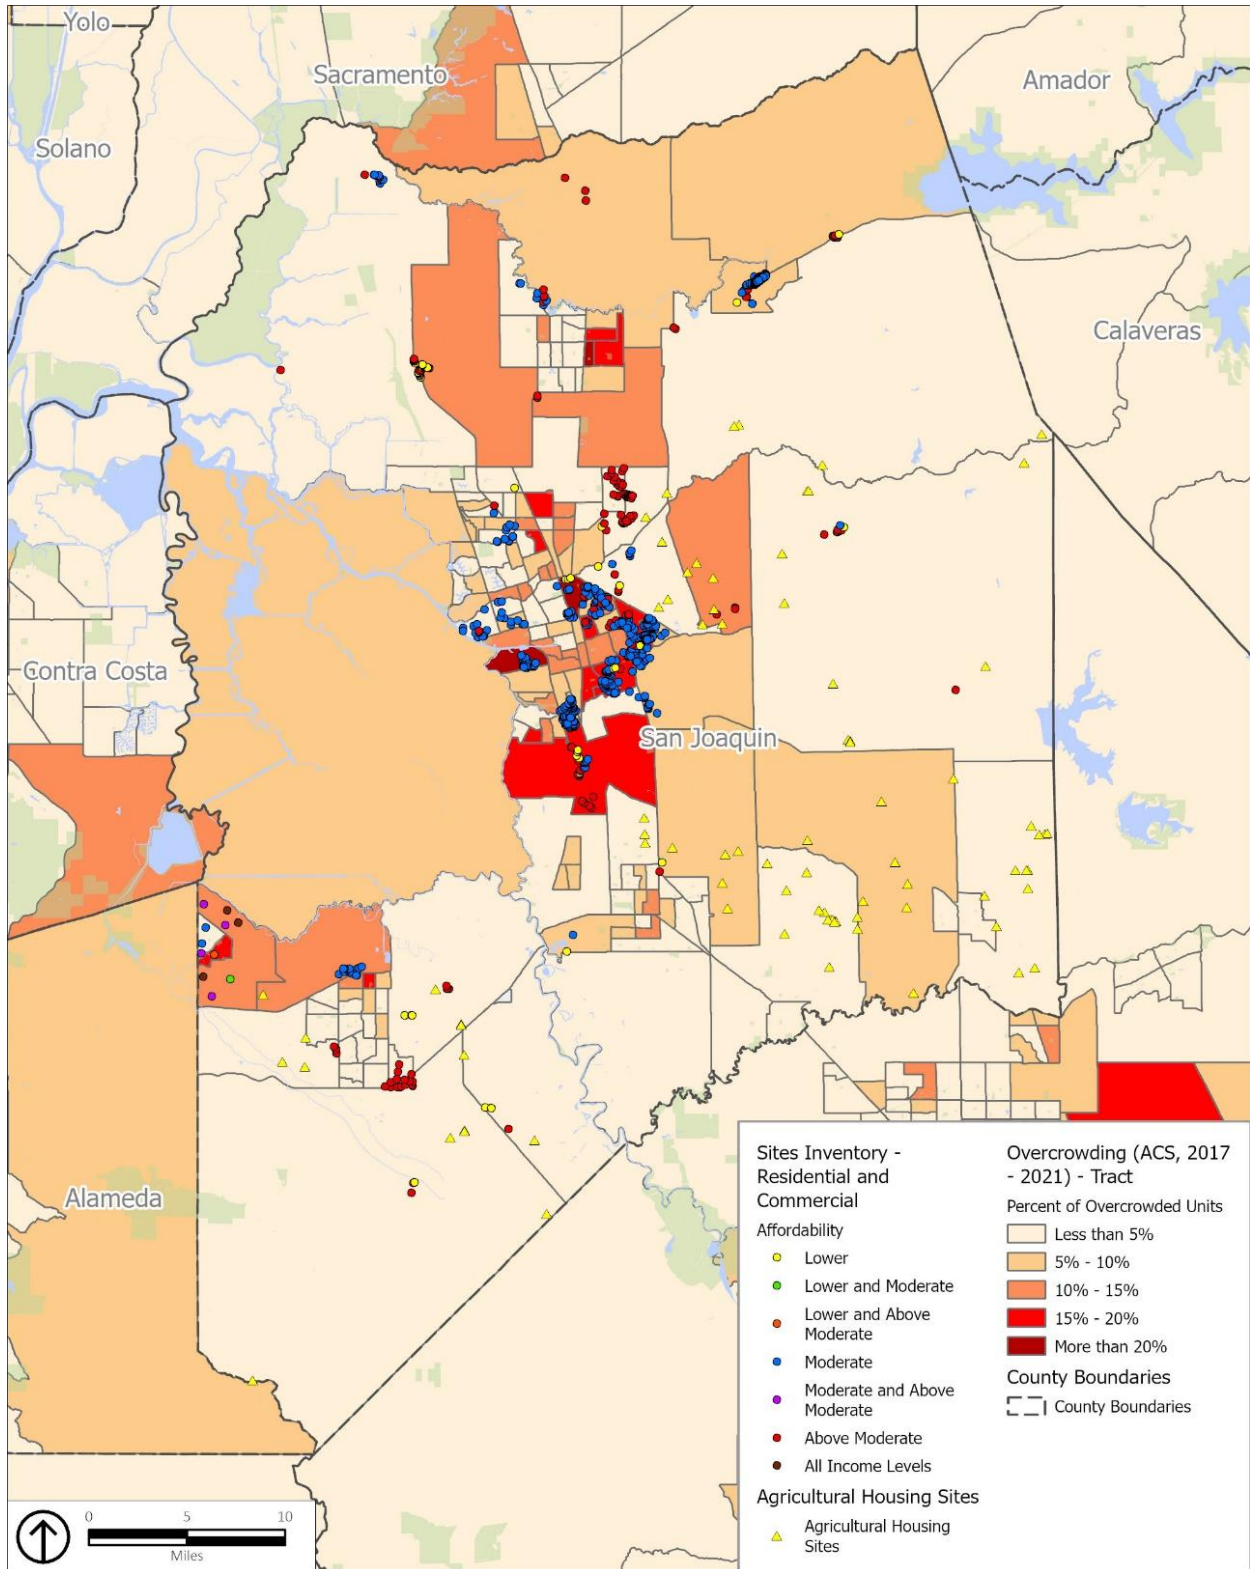 Yolo
Sacramento
Amador
Solano
Calaveras
Contra Costa
San Joaquin
Alameda
Sites Inventory -
Residential and
Commercial
Affordability
Lower
Lower and Moderate
Lower and Above
Moderate
Moderate
Moderate and Above
Moderate
Above Moderate
All Income Levels
Agricultural Housing Sites
Agricultural Housing
Sites
Overcrowding (ACS, 2017
- 2021) - Tract
Percent of Overcrowded Units
Less than 5%
5% - 10%
10% - 15%
15% - 20%
More than 20%
County Boundaries
County Boundaries
0 5 10
Miles